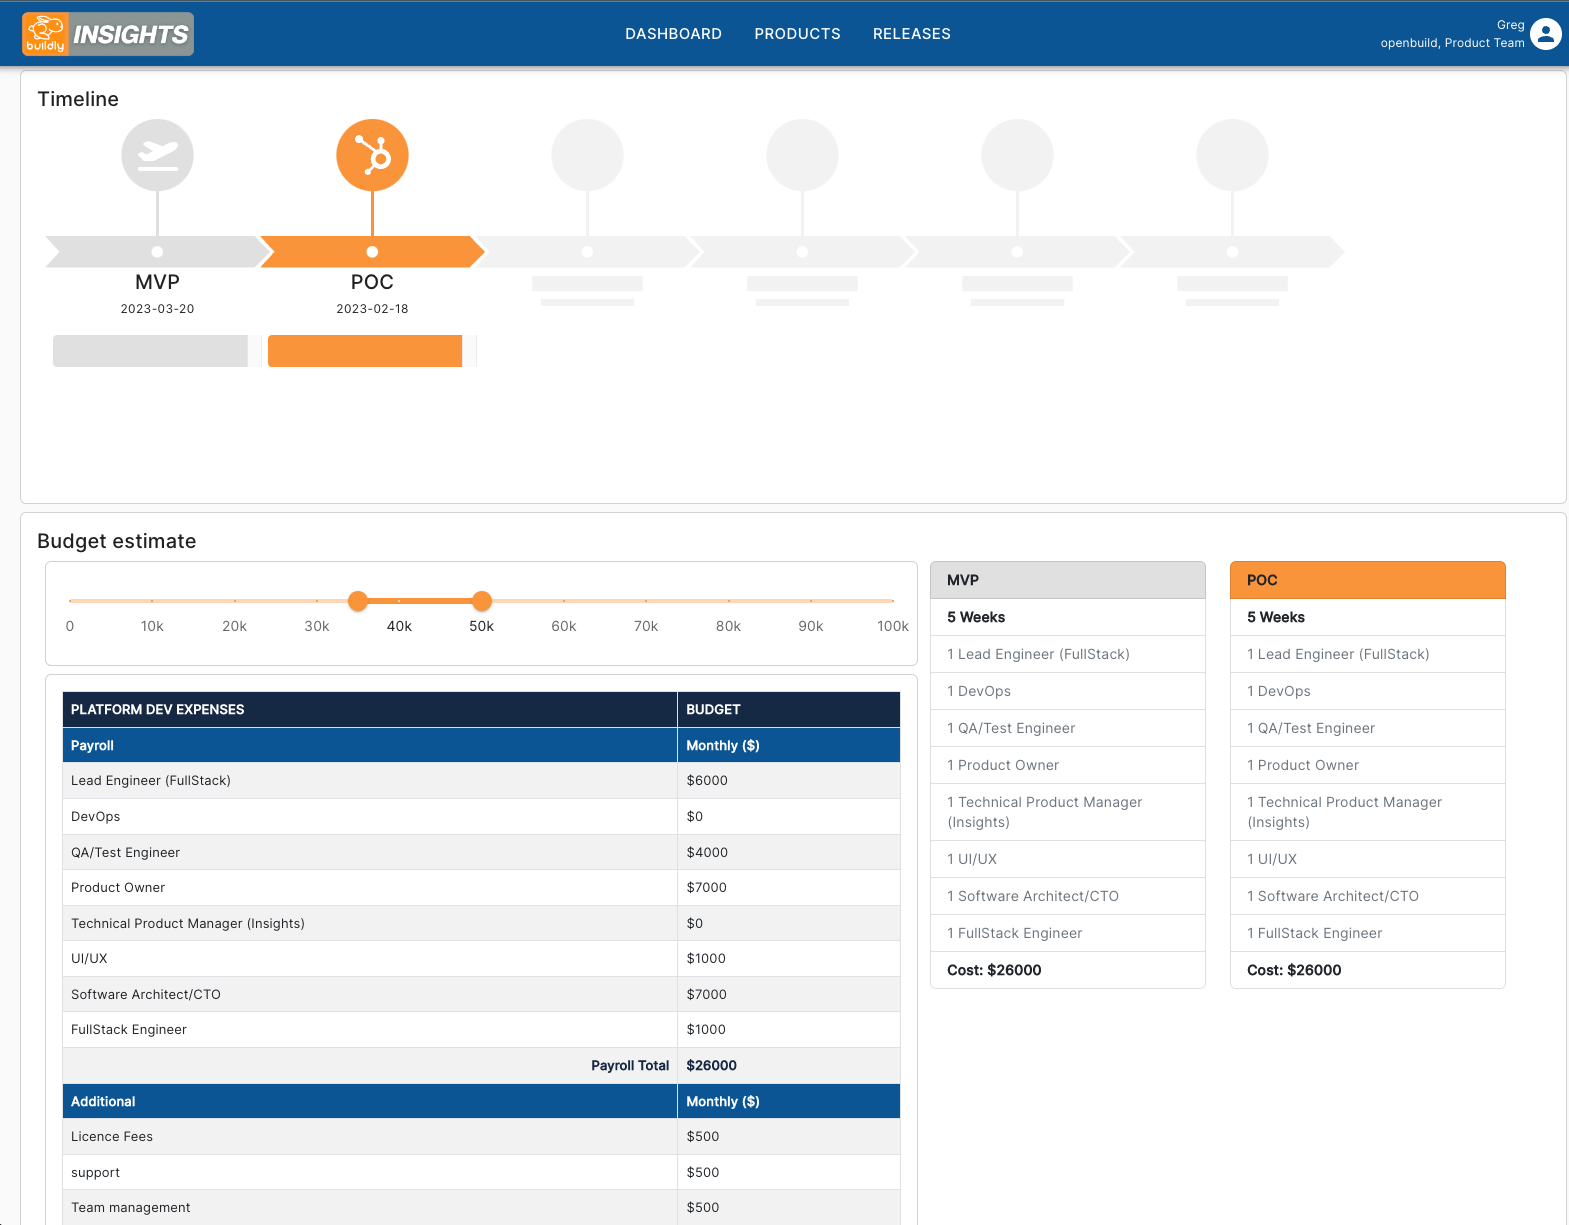 buildly INSIGHTS
DASHBOARD PRODUCTS RELEASES
Greg
openbuild, Product Team
Timeline
MVP
2023-03-20
POC
2023-02-18
Budget estimate
0 10k 20k 30k 40k 50k 60k 70k 80k 90k 100k
PLATFORM DEV EXPENSES BUDGET
Payroll Monthly ($)
Lead Engineer (FullStack) $6000
DevOps $0
QA/Test Engineer $4000
Product Owner $7000
Technical Product Manager (Insights) $0
UI/UX $1000
Software Architect/CTO $7000
FullStack Engineer $1000
Payroll Total $26000
Additional Monthly ($)
Licence Fees $500
support $500
Team management $500
MVP
5 Weeks
1 Lead Engineer (FullStack)
1 DevOps
1 QA/Test Engineer
1 Product Owner
1 Technical Product Manager
(Insights)
1 UI/UX
1 Software Architect/CTO
1 FullStack Engineer
Cost: $26000
POC
5 Weeks
1 Lead Engineer (FullStack)
1 DevOps
1 QA/Test Engineer
1 Product Owner
1 Technical Product Manager
(Insights)
1 UI/UX
1 Software Architect/CTO
1 FullStack Engineer
Cost: $26000